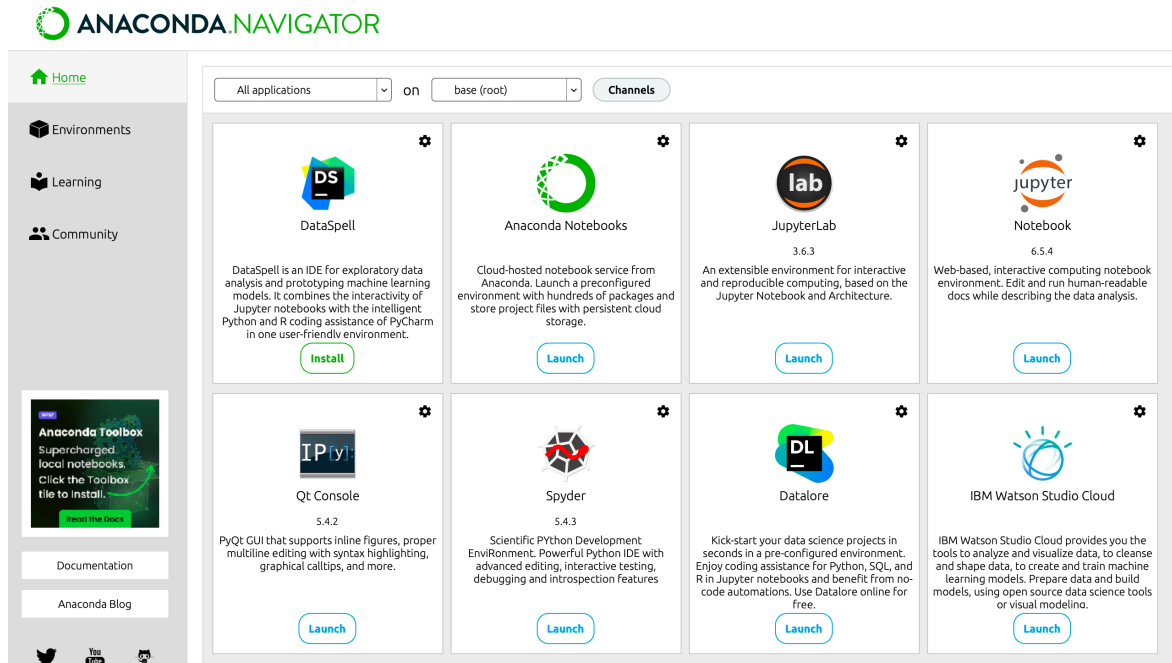 ANACONDA.NAVIGATOR
Home
Environments
Learning
Community
Anaconda Toolbox
Supercharged
local notebooks.
Click the Toolbox
tile to Install.
Read the Docs
Documentation
Anaconda Blog
You
Tube
All applications on base (root) Channels
DS
DataSpell
DataSpell is an IDE for exploratory data
analysis and prototyping machine learning
models. It combines the interactivity of
Jupyter notebooks with the intelligent
Python and R coding assistance of PyCharm
in one user-friendly environment.
Install
Anaconda Notebooks
Cloud-hosted notebook service from
Anaconda. Launch a preconfigured
environment with hundreds of packages and
store project files with persistent cloud
storage.
Launch
lab
JupyterLab
3.6.3
An extensible environment for interactive
and reproducible computing, based on the
Jupyter Notebook and Architecture.
Launch
jupyter
Notebook
6.5.4
Web-based, interactive computing notebook
environment. Edit and run human-readable
docs while describing the data analysis.
Launch
IP[y]:
Qt Console
5.4.2
PyQt GUI that supports inline figures, proper
multiline editing with syntax highlighting,
graphical calltips, and more.
Launch
Spyder
5.4.3
Scientific PYthon Development
EnviRonment. Powerful Python IDE with
advanced editing, interactive testing,
debugging and introspection features
Launch
DL
Datalore
Kick-start your data science projects in
seconds in a pre-configured environment.
Enjoy coding assistance for Python, SQL, and
R in Jupyter notebooks and benefit from no-
code automations. Use Datalore online for
free.
Launch
IBM Watson Studio Cloud
IBM Watson Studio Cloud provides you the
tools to analyze and visualize data, to cleanse
and shape data, to create and train machine
learning models. Prepare data and build
models, using open source data science tools
or visual modeling.
Launch